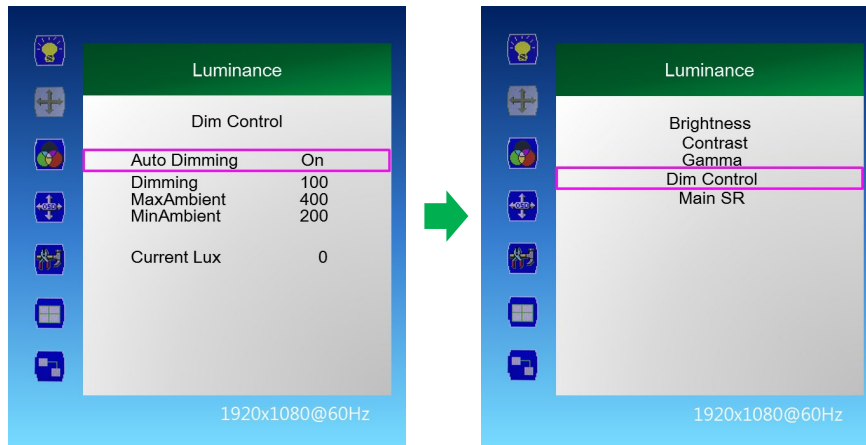 Luminance
Dim Control
Auto Dimming On
Dimming 100
MaxAmbient 400
MinAmbient 200
Current Lux 0
1920x1080@60Hz
Luminance
Brightness
Contrast
Gamma
Dim Control
Main SR
1920x1080@60Hz